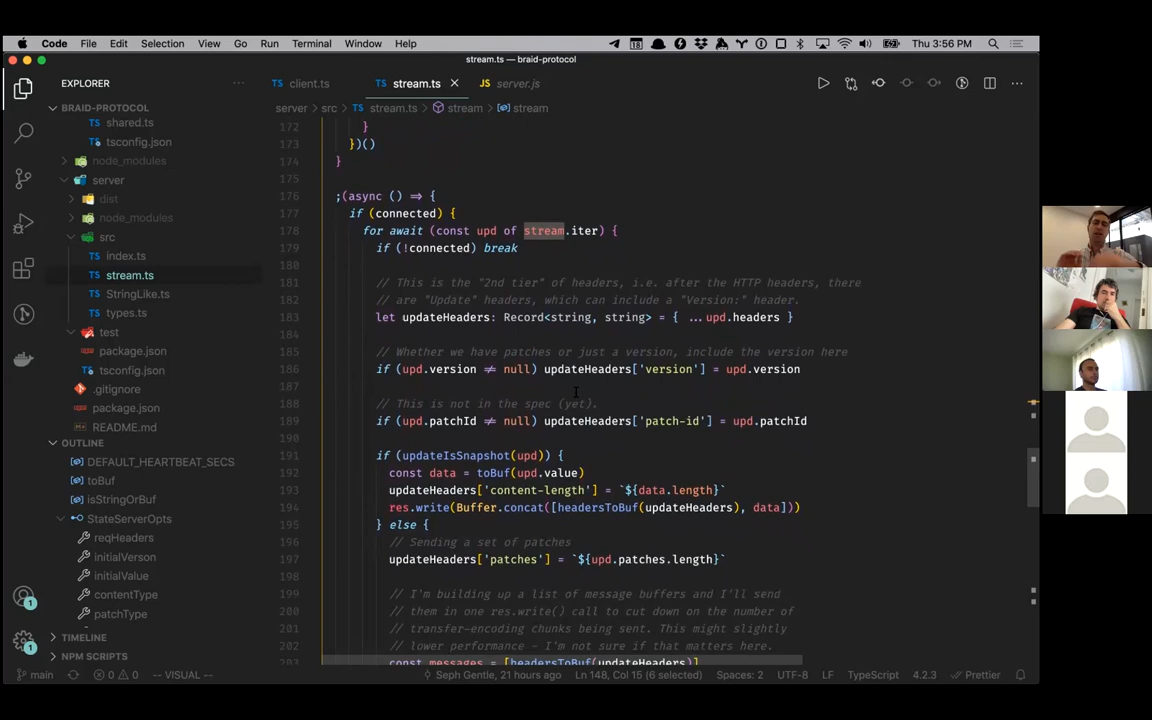 Code File Edit Selection View Go Run Terminal Window Help
18
Thu 3:56 PM
stream.ts — braid-protocol
EXPLORER
client.ts
stream.ts
server.js
BRAID-PROTOCOL
server > src > stream.ts > stream > stream
shared.ts
tsconfig.json
node_modules
server
dist
node_modules
src
index.ts
stream.ts
StringLike.ts
types.ts
test
package.json
tsconfig.json
.gitignore
package.json
README.md
OUTLINE
DEFAULT_HEARTBEAT_SECS
toBuf
isStringOrBuf
StateServerOpts
reqHeaders
initialVerson
initialValue
contentType
patchType
TIMELINE
NPM SCRIPTS
172 }
173 })()
174 }
175
176 ;(async () => {
177 if (connected) {
178 for await (const upd of stream.iter) {
179 if (!connected) break
180
181 // This is the "2nd tier" of headers, i.e. after the HTTP headers, there
182 // are "Update" headers, which can include a "Version:" header.
183 let updateHeaders: Record<string, string> = { ...upd.headers }
184
185 // Whether we have patches or just a version, include the version here
186 if (upd.version ≠ null) updateHeaders['version'] = upd.version
187
188 // This is not in the spec (yet).
189 if (upd.patchId ≠ null) updateHeaders['patch-id'] = upd.patchId
190
191 if (updateIsSnapshot(upd)) {
192 const data = toBuf(upd.value)
193 updateHeaders['content-length'] = `${data.length}`
194 res.write(Buffer.concat([headersToBuf(updateHeaders), data]))
195 } else {
196 // Sending a set of patches
197 updateHeaders['patches'] = `${upd.patches.length}`
198
199 // I'm building up a list of message buffers and I'll send
200 // them in one res.write() call to cut down on the number of
201 // transfer-encoding chunks being sent. This might slightly
202 // lower performance - I'm not sure if that matters here.
203 const messages = [headersToBuf(updateHeaders)]
1
1
main
0
0
-- VISUAL --
Seph Gentle, 21 hours ago
Ln 148, Col 15 (6 selected)
Spaces: 2
UTF-8
LF
TypeScript
4.2.3
Prettier